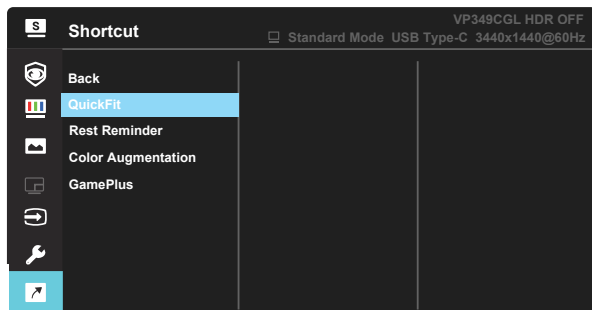 S
Shortcut
VP349CGL HDR OFF
Standard Mode USB Type-C 3440x1440@60Hz
Back
QuickFit
Rest Reminder
Color Augmentation
GamePlus